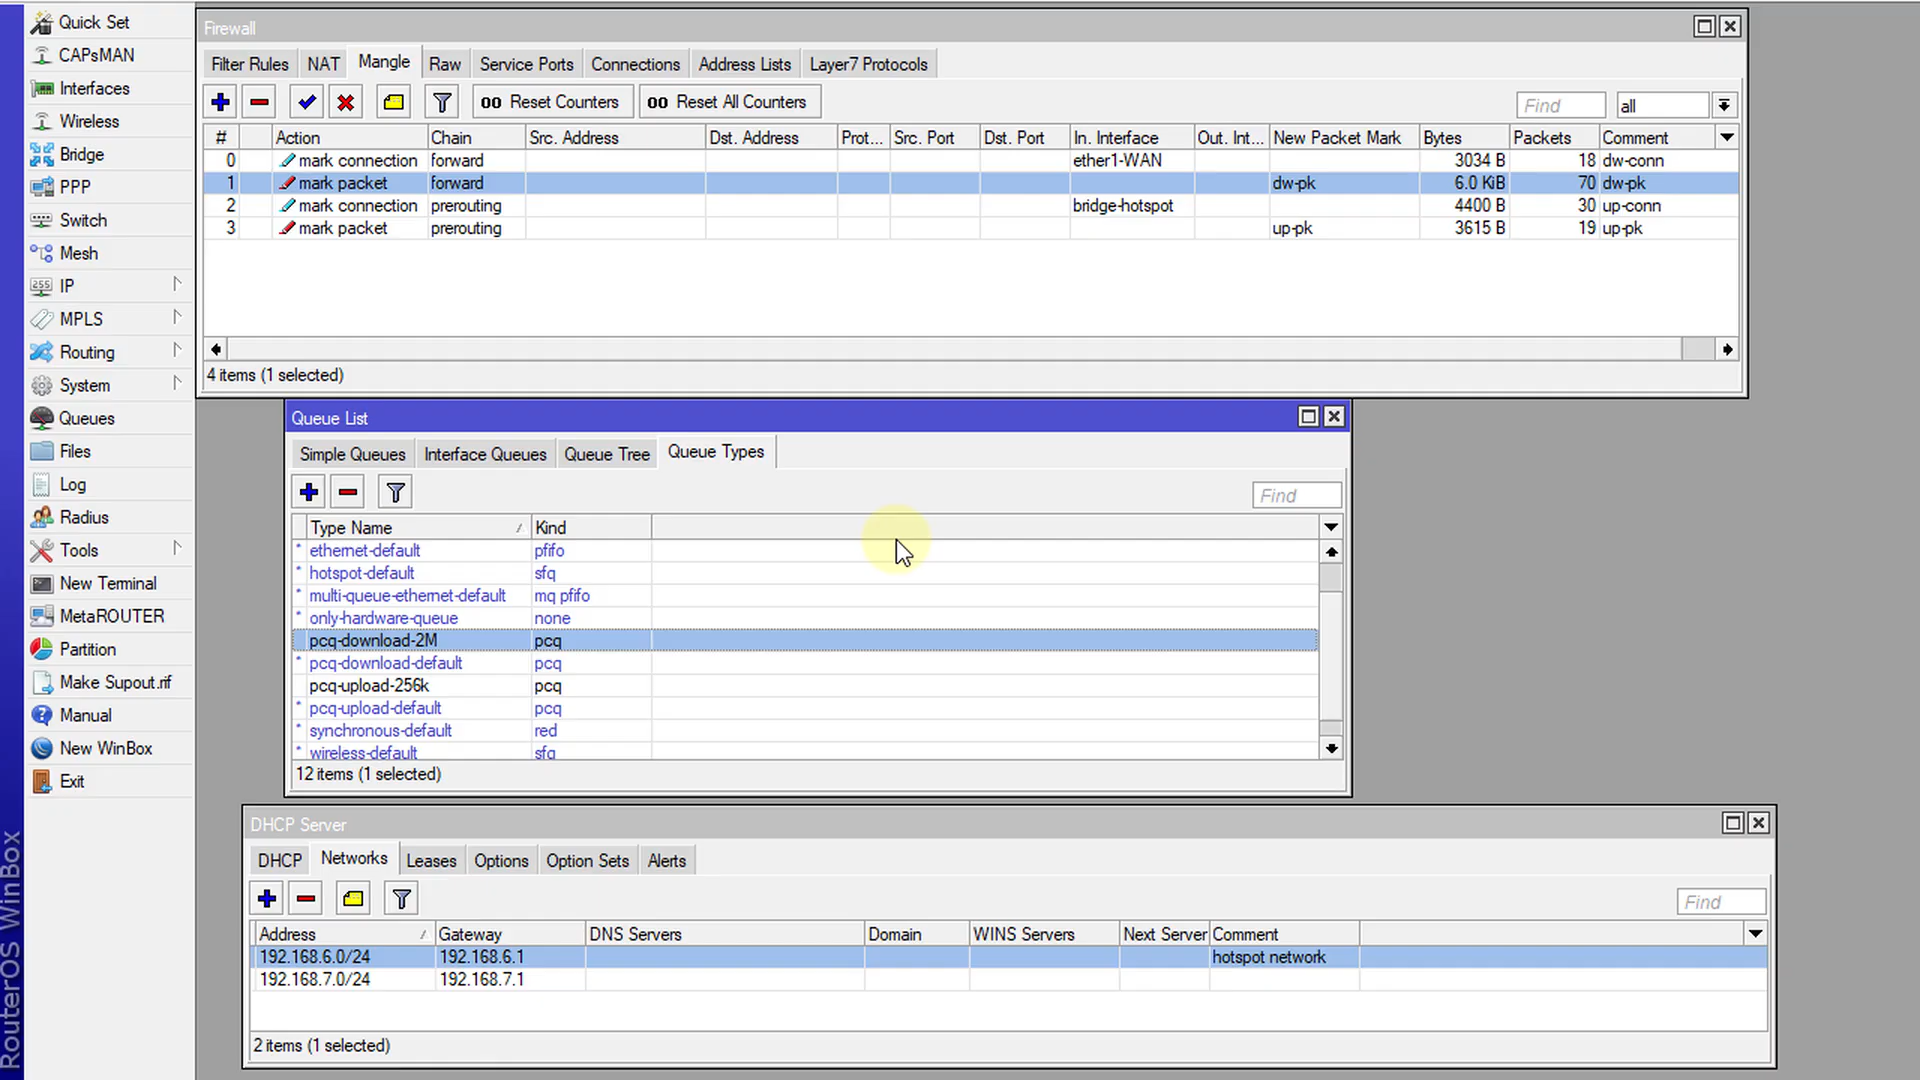 Quick Set
CAPsMAN
Interfaces
Wireless
Bridge
PPP
Switch
Mesh
IP
MPLS
Routing
System
Queues
Files
Log
Radius
Tools
New Terminal
MetaROUTER
Partition
Make Supout.rif
Manual
New WinBox
Exit
RouterOS WinBox
Firewall
Filter Rules NAT Mangle Raw Service Ports Connections Address Lists Layer7 Protocols
00 Reset Counters 00 Reset All Counters Find all
# Action Chain Src. Address Dst. Address Prot... Src. Port Dst. Port In. Interface Out. Int... New Packet Mark Bytes Packets Comment
0 mark connection forward ether1-WAN 3034 B 18 dw-conn
1 mark packet forward dw-pk 6.0 KiB 70 dw-pk
2 mark connection prerouting bridge-hotspot 4400 B 30 up-conn
3 mark packet prerouting up-pk 3615 B 19 up-pk
4 items (1 selected)
Queue List
Simple Queues Interface Queues Queue Tree Queue Types
Find
Type Name Kind
* ethernet-default pfifo
* hotspot-default sfq
* multi-queue-ethernet-default mq pfifo
* only-hardware-queue none
pcq-download-2M pcq
* pcq-download-default pcq
pcq-upload-256k pcq
* pcq-upload-default pcq
* synchronous-default red
* wireless-default sfq
12 items (1 selected)
DHCP Server
DHCP Networks Leases Options Option Sets Alerts
Find
Address Gateway DNS Servers Domain WINS Servers Next Server Comment
192.168.6.0/24 192.168.6.1 hotspot network
192.168.7.0/24 192.168.7.1
2 items (1 selected)